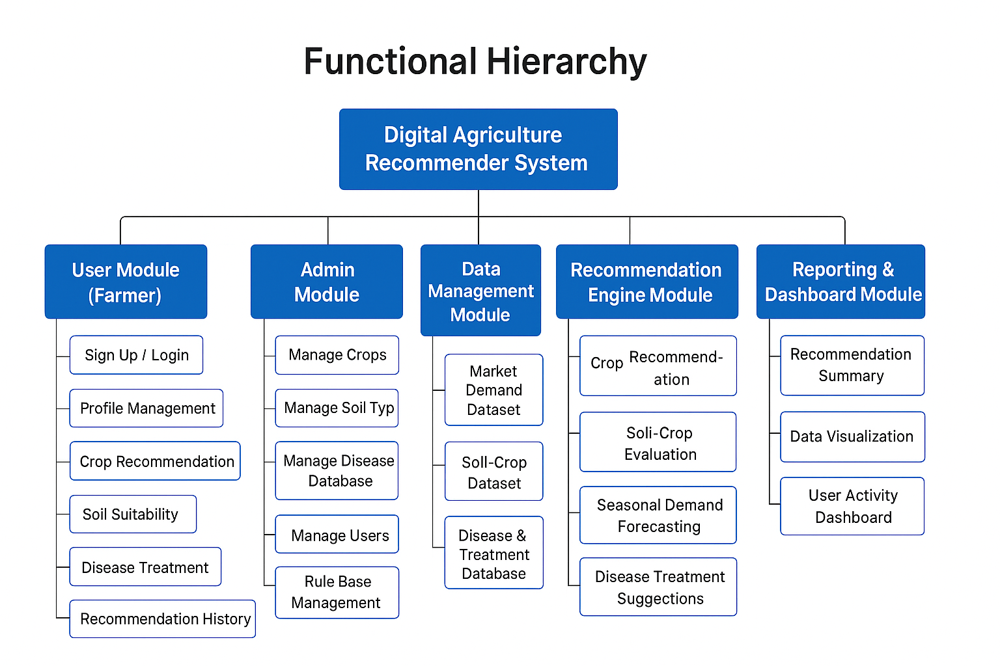 Functional Hierarchy
Digital Agriculture
Recommender System
User Module
(Farmer)
Sign Up / Login
Profile Management
Crop Recommendation
Soil Suitability
Disease Treatment
Recommendation History
Admin
Module
Manage Crops
Manage Soil Typ
Manage Disease
Database
Manage Users
Rule Base
Management
Data
Management
Module
Market
Demand
Dataset
Soll-Crop
Dataset
Disease &
Treatment
Database
Recommendation
Engine Module
Crop Recommend-
ation
Soli-Crop
Evaluation
Seasonal Demand
Forecasting
Disease Treatment
Suggections
Reporting &
Dashboard Module
Recommendation
Summary
Data Visualization
User Activity
Dashboard